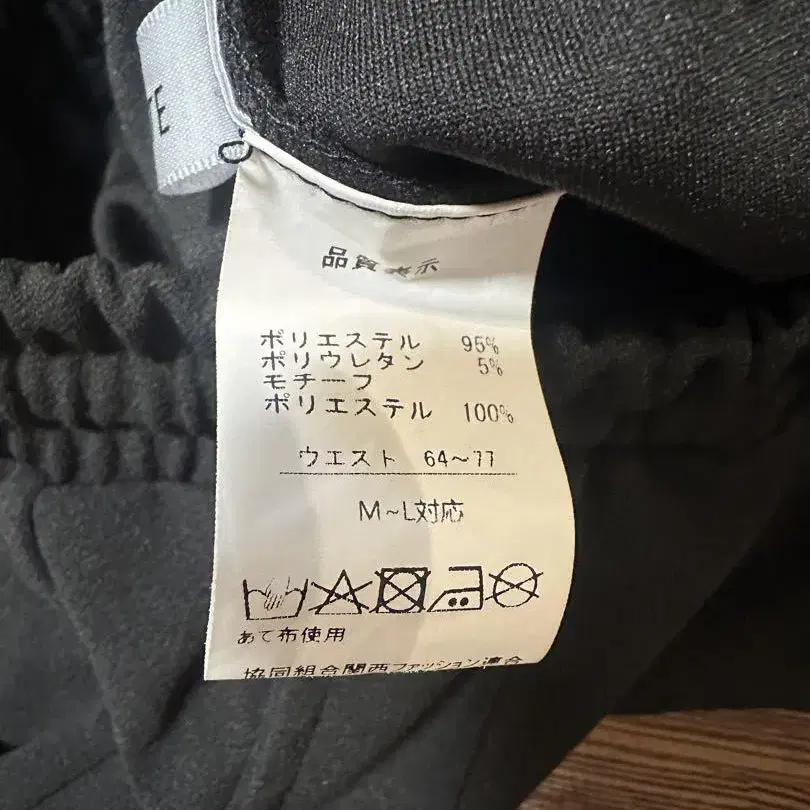 品質表示
ポリエステル 95%
ポリウレタン 5%
モチーフ
ポリエステル 100%
ウエスト 64～77
M～L対応
あて布使用
協同組合関西ファッション連合